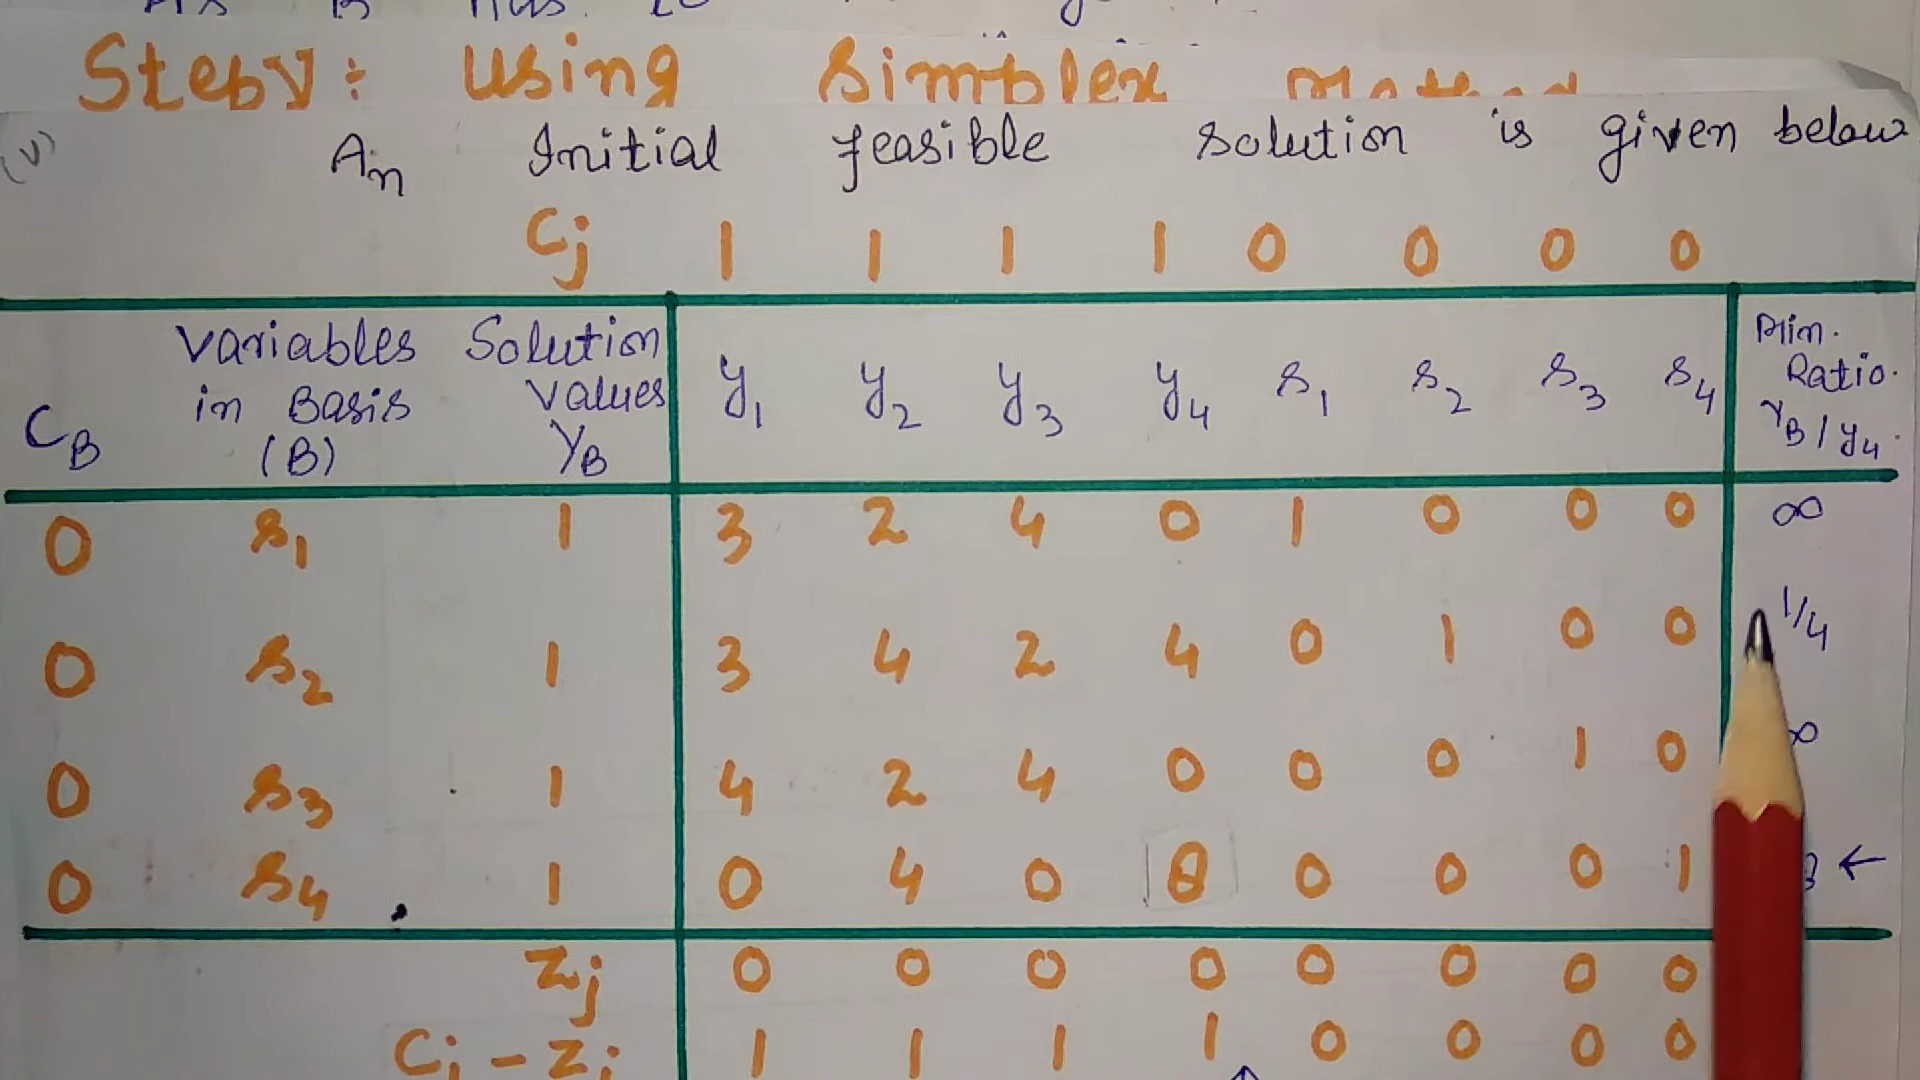 Step V : Using Simplex Method
(v) An Initial feasible solution is given below
Cj 1 1 1 1 0 0 0 0
CB Variables in Basis (B) Solution Values YB y1 y2 y3 y4 s1 s2 s3 s4 Min. Ratio. YB/y4
0 s1 1 3 2 4 0 1 0 0 0 ∞
0 s2 1 3 4 2 4 0 1 0 0 1/4
0 s3 1 4 2 4 0 0 0 1 0 ∞
0 s4 1 0 4 0 8 0 0 0 1 ←
Zj 0 0 0 0 0 0 0 0
Cj - Zj 1 1 1 1 0 0 0 0